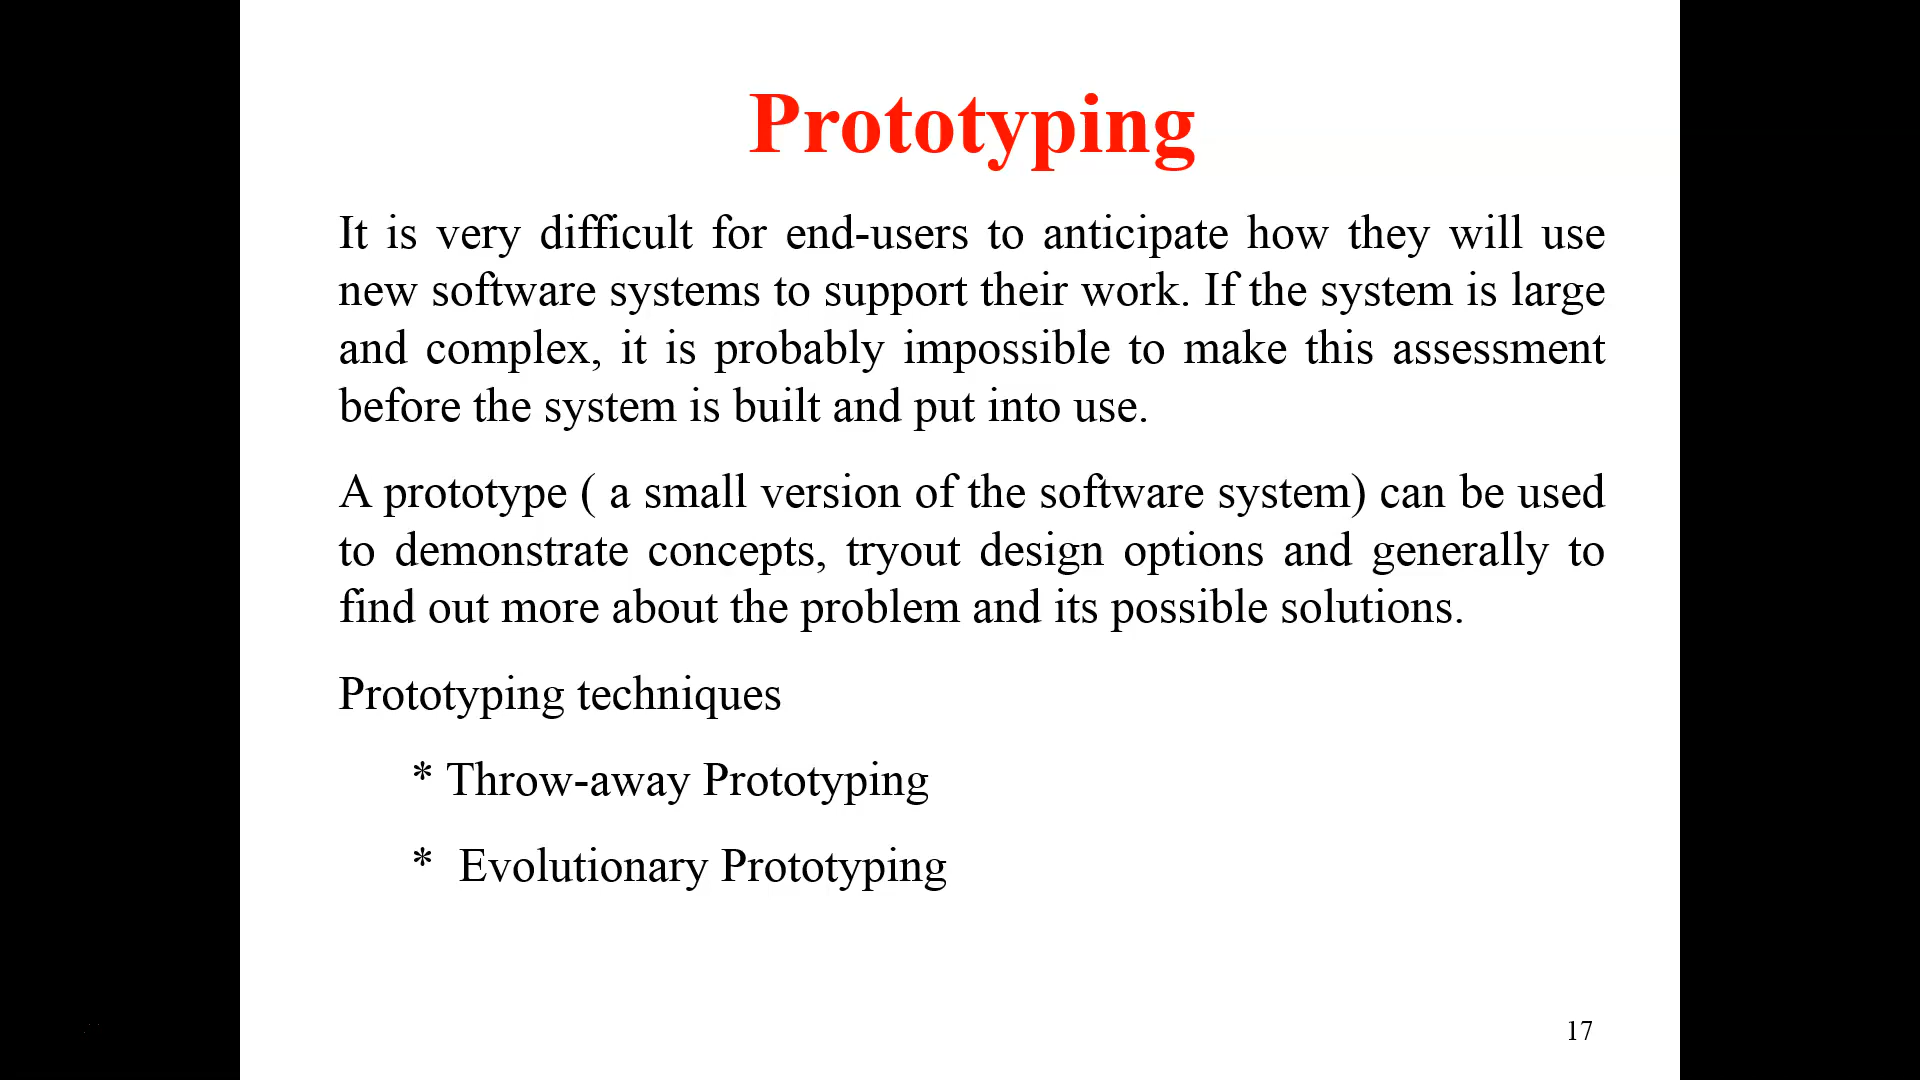 Prototyping
It is very difficult for end-users to anticipate how they will use
new software systems to support their work. If the system is large
and complex, it is probably impossible to make this assessment
before the system is built and put into use.
A prototype ( a small version of the software system) can be used
to demonstrate concepts, tryout design options and generally to
find out more about the problem and its possible solutions.
Prototyping techniques
* Throw-away Prototyping
* Evolutionary Prototyping
17